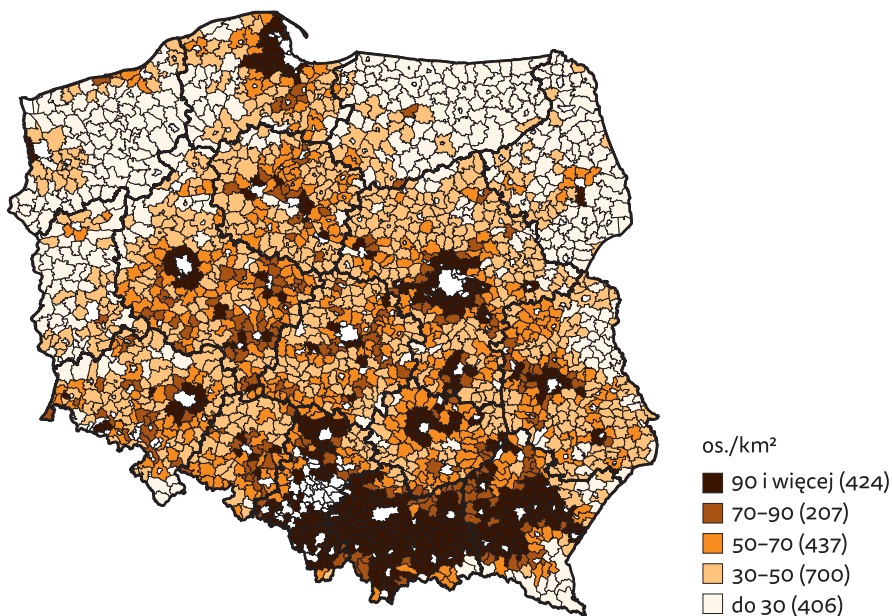 os./km²
90 i więcej (424)
70–90 (207)
50–70 (437)
30–50 (700)
do 30 (406)